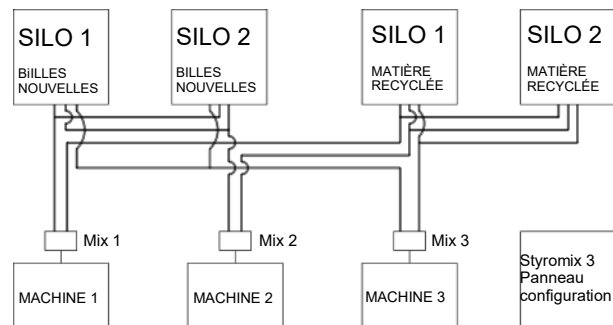 SILO 1
BiILLES
NOUVELLES
SILO 2
BILLES
NOUVELLES
SILO 1
MATIÈRE
RECYCLÉE
SILO 2
MATIÈRE
RECYCLÉE
Mix 1
Mix 2
Mix 3
MACHINE 1
MACHINE 2
MACHINE 3
Styromix 3
Panneau
configuration